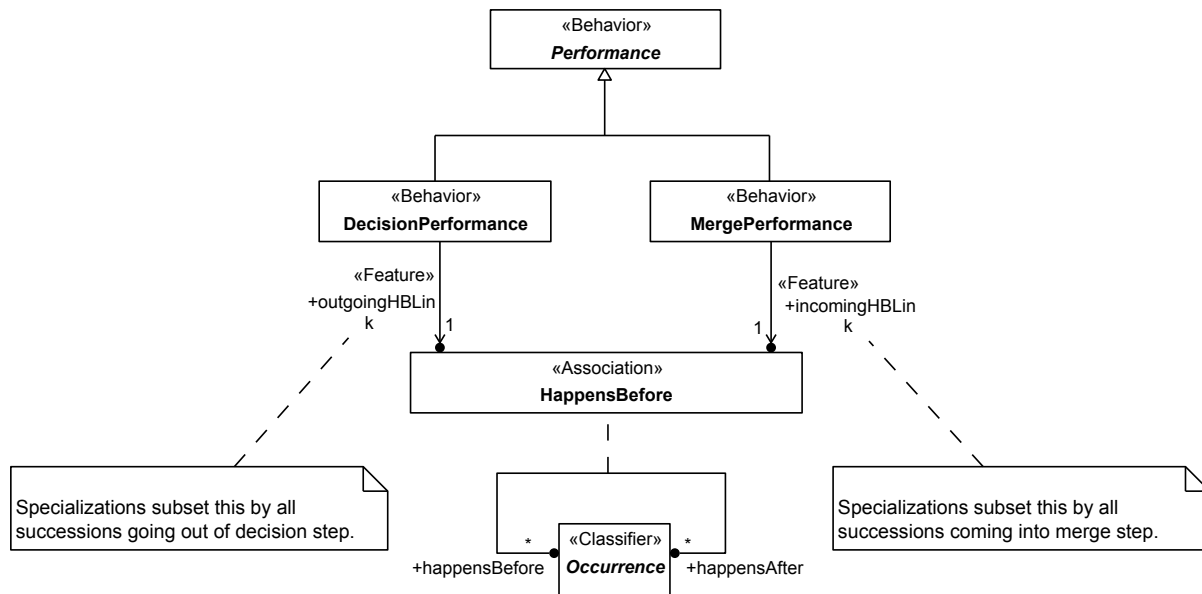 «Behavior»
Performance
«Behavior»
DecisionPerformance
«Behavior»
MergePerformance
«Feature»
+outgoingHBLin
k
1
«Feature»
+incomingHBLin
k
1
«Association»
HappensBefore
Specializations subset this by all
successions going out of decision step.
Specializations subset this by all
successions coming into merge step.
*
+happensBefore
«Classifier»
Occurrence
*
+happensAfter